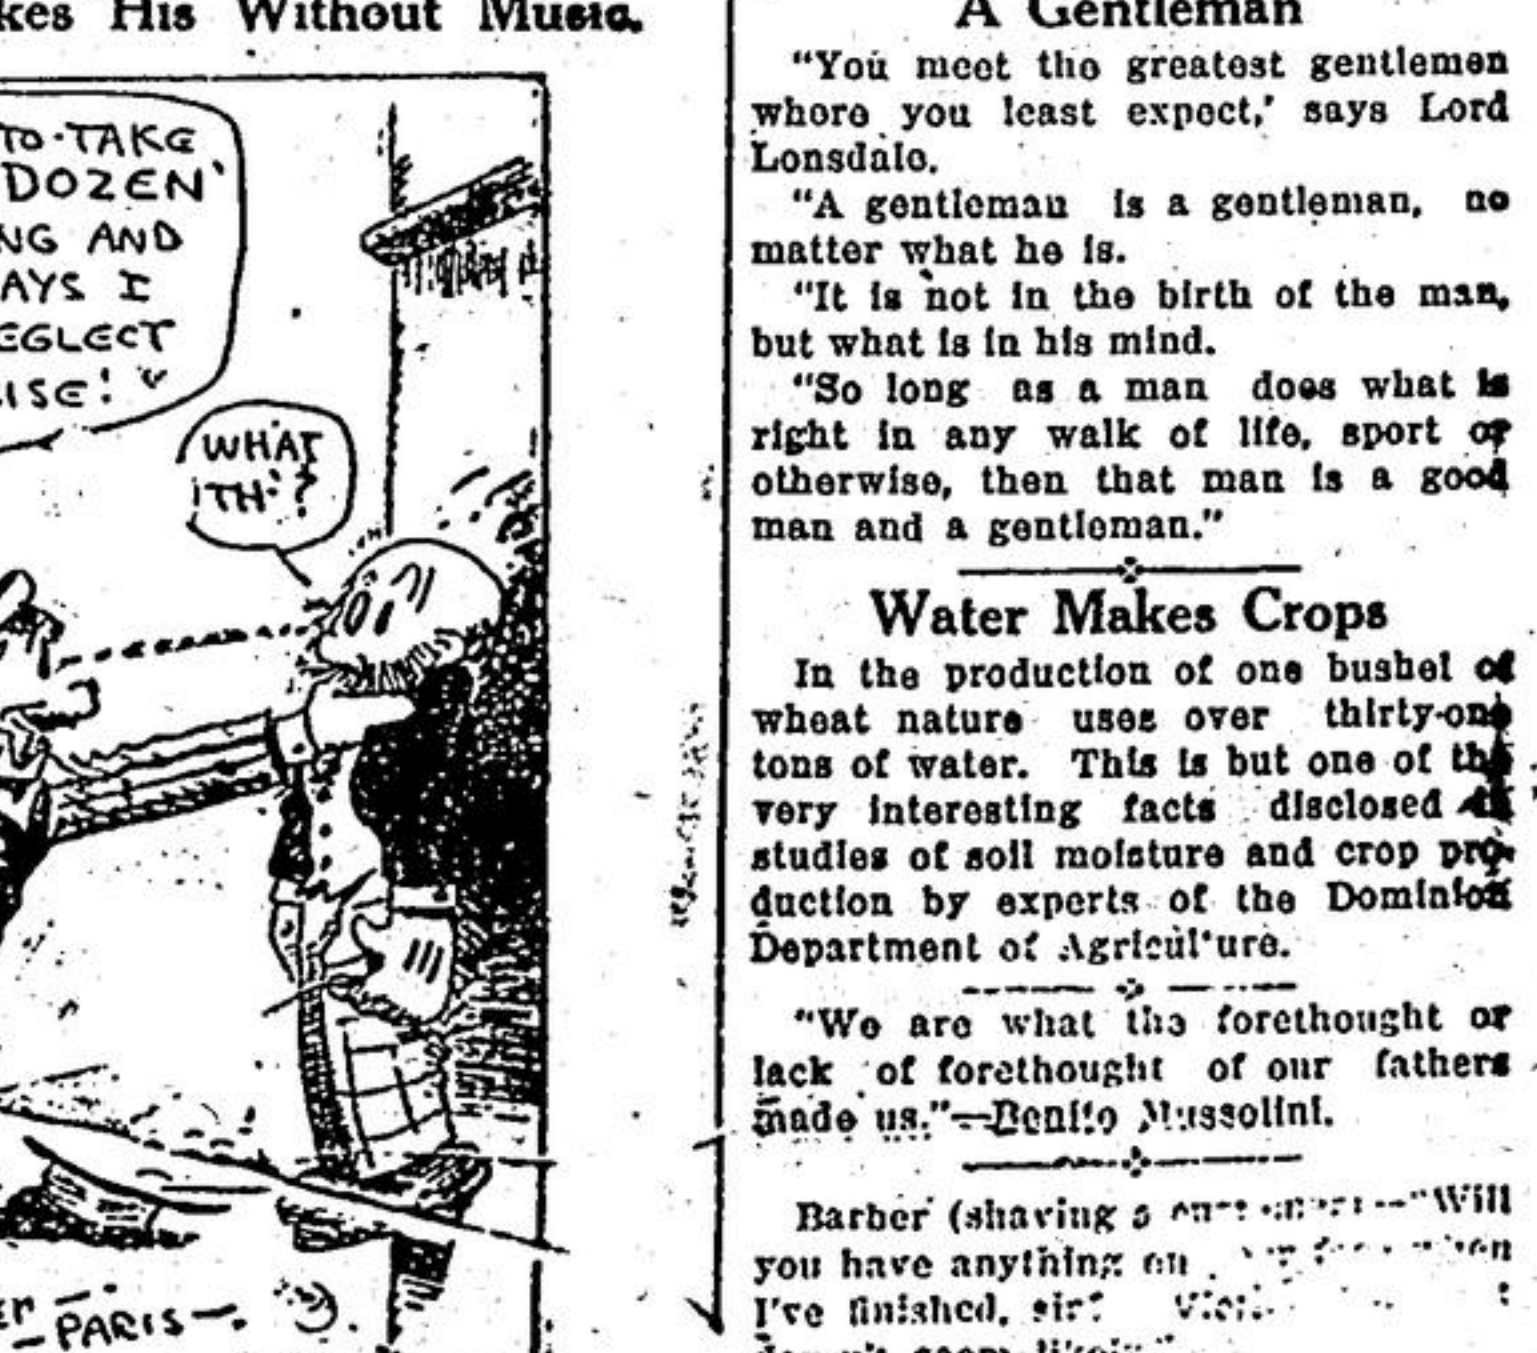 kes His Without Music.
TO-TAKE
DOZEN'
NG AND
AYS I
EGLECT
ISE!"
WHAT
TH'?
PARIS
A Gentleman
"You meet the greatest gentlemen
where you least expect,' says Lord
Lonsdale.
"A gentleman is a gentleman, no
matter what he is.
"It is not in the birth of the man,
but what is in his mind.
"So long as a man does what is
right in any walk of life, sport or
otherwise, then that man is a good
man and a gentleman."
Water Makes Crops
In the production of one bushel of
wheat nature uses over thirty-one
tons of water. This is but one of the
very interesting facts disclosed in
studies of soil moisture and crop pro-
duction by experts of the Dominion
Department of Agriculture.
"We are what the forethought or
lack of forethought of our fathers
made us."—Benito Mussolini.
Barber (shaving a "Will
you have anything on
I've finished, sir?